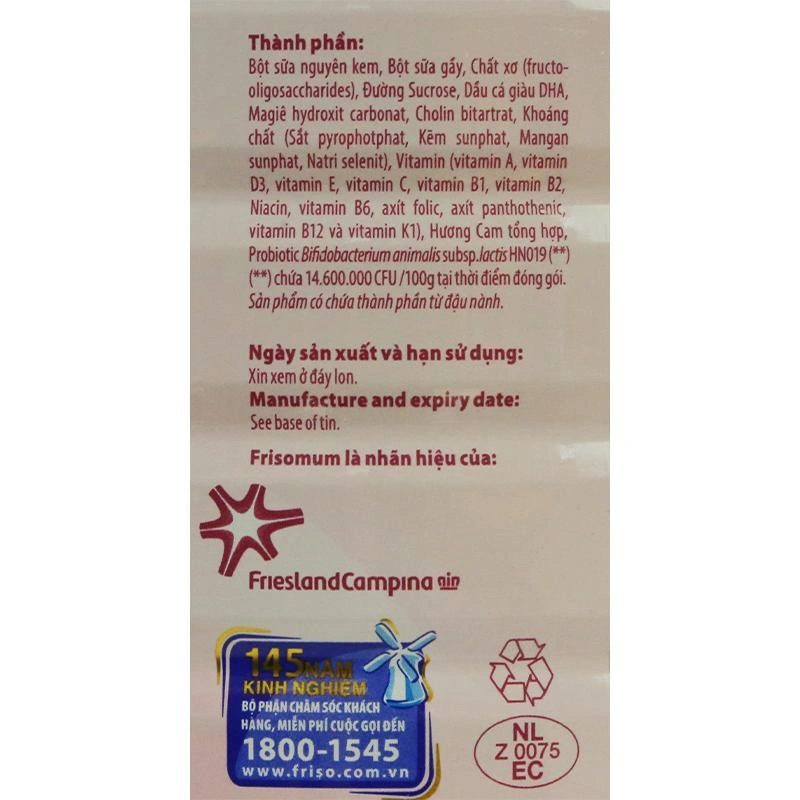 Thành phần:
Bột sữa nguyên kem, Bột sữa gầy, Chất xơ (fructo-
oligosaccharides), Đường Sucrose, Dầu cá giàu DHA,
Magiê hydroxit carbonat, Cholin bitartrat, Khoáng
chất (Sắt pyrophotphat, Kẽm sunphat, Mangan
sunphat, Natri selenit), Vitamin (vitamin A, vitamin
D3, vitamin E, vitamin C, vitamin B1, vitamin B2,
Niacin, vitamin B6, axít folic, axít panthothenic,
vitamin B12 và vitamin K1), Hương Cam tổng hợp,
Probiotic Bifidobacterium animalis subsp.lactis HN019 (**)
(**) chứa 14.600.000 CFU /100g tại thời điểm đóng gói.
Sản phẩm có chứa thành phần từ đậu nành.
Ngày sản xuất và hạn sử dụng:
Xin xem ở đáy lon.
Manufacture and expiry date:
See base of tin.
Frisomum là nhãn hiệu của:
FrieslandCampina
145 NĂM
KINH NGHIỆM
BỘ PHẬN CHĂM SÓC KHÁCH
HÀNG, MIỄN PHÍ CUỘC GỌI ĐẾN
1800-1545
www.friso.com.vn
NL
Z 0075
EC